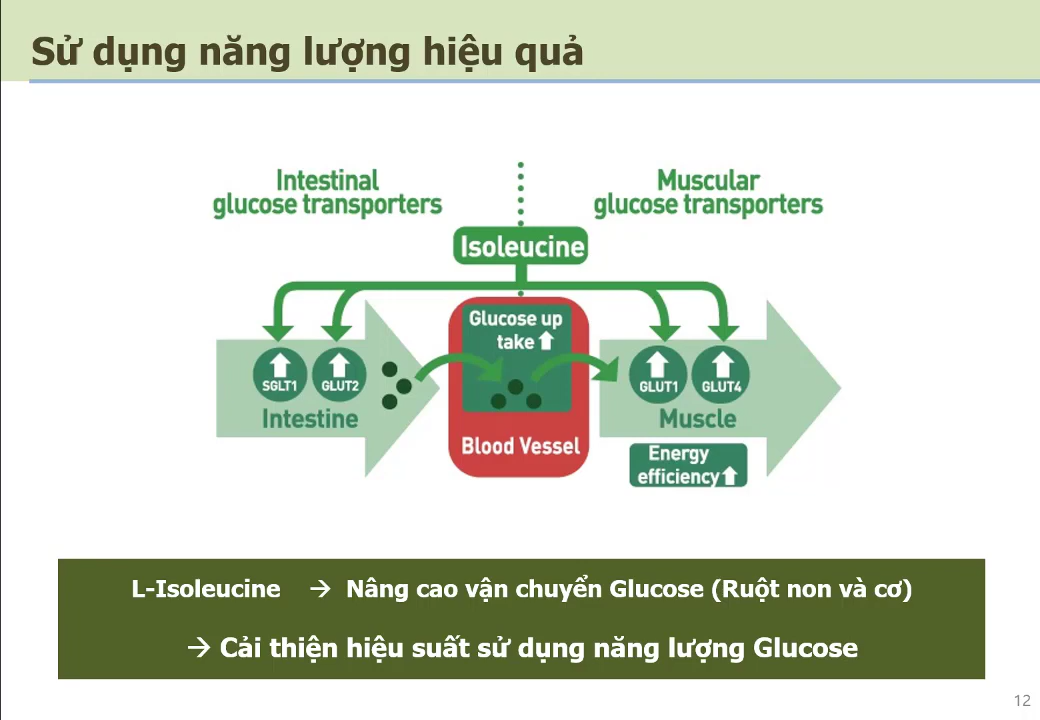 Sử dụng năng lượng hiệu quả
Intestinal
glucose transporters
Muscular
glucose transporters
Isoleucine
Glucose up
take
SGLT1
GLUT2
GLUT1
GLUT4
Intestine
Muscle
Blood Vessel
Energy
efficiency
L-Isoleucine → Nâng cao vận chuyển Glucose (Ruột non và cơ)
→ Cải thiện hiệu suất sử dụng năng lượng Glucose
12